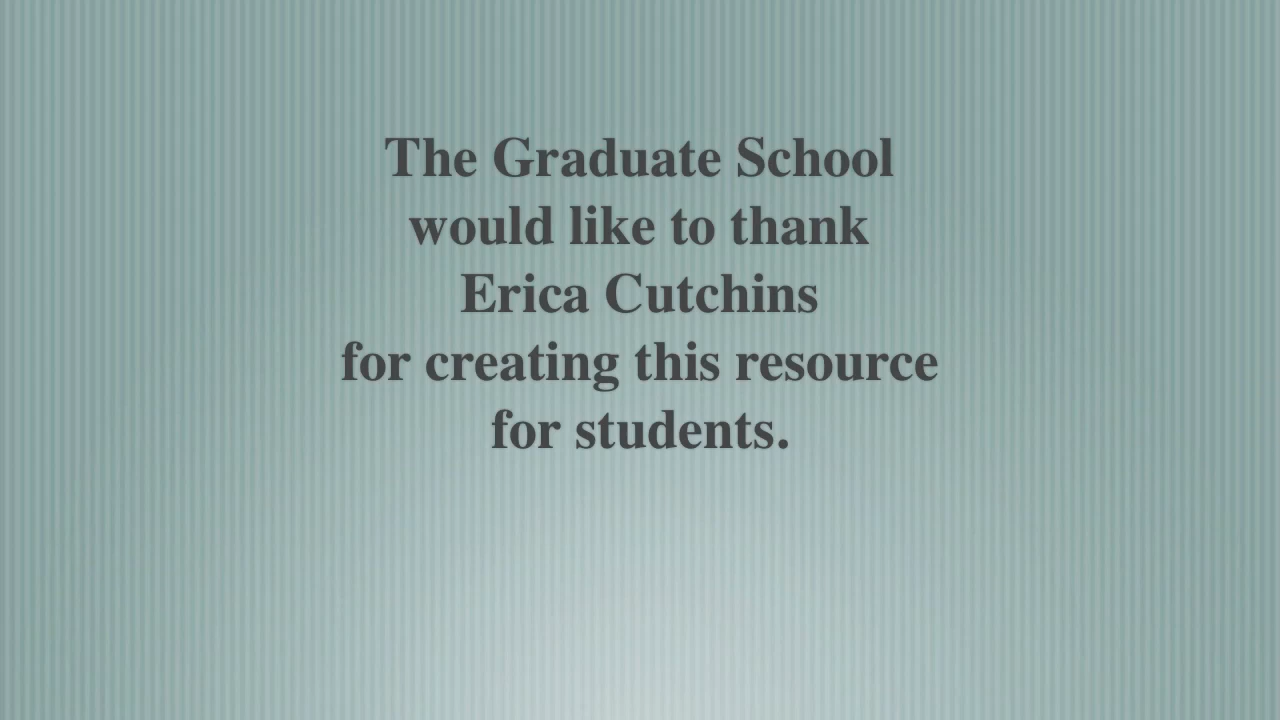 The Graduate School
would like to thank
Erica Cutchins
for creating this resource
for students.